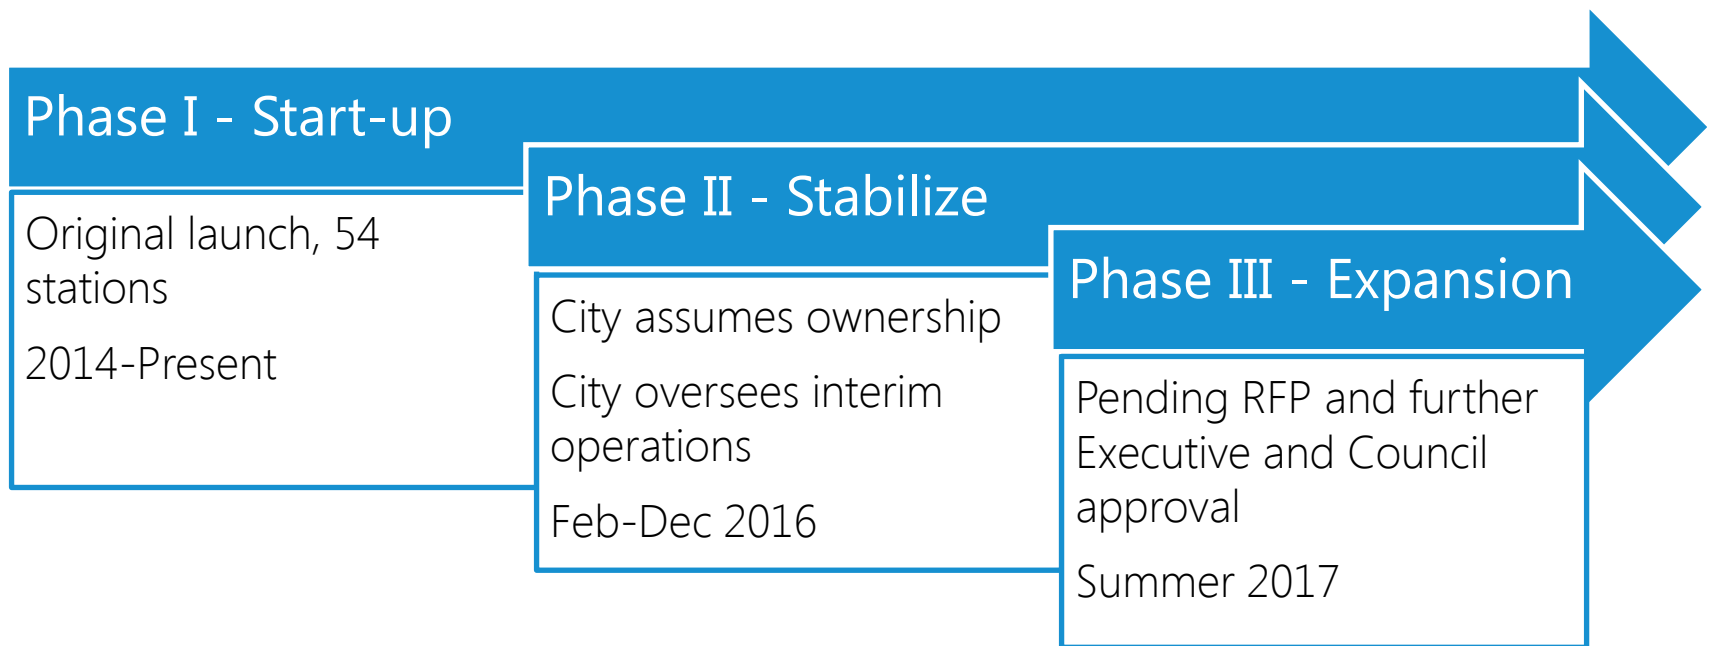 Phase I - Start-up
Original launch, 54
stations
2014-Present
Phase II - Stabilize
City assumes ownership
City oversees interim
operations
Feb-Dec 2016
Phase III - Expansion
Pending RFP and further
Executive and Council
approval
Summer 2017